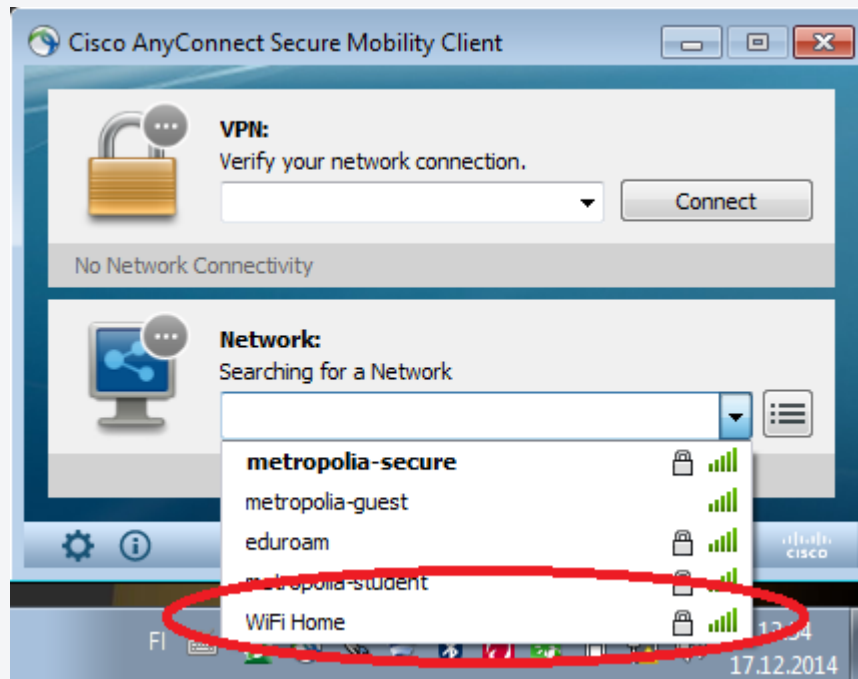 Cisco AnyConnect Secure Mobility Client
VPN:
Verify your network connection.
Connect
No Network Connectivity
Network:
Searching for a Network
metropolia-secure
metropolia-guest
eduroam
metropolia-student
WiFi Home
cisco
FI
17.12.2014